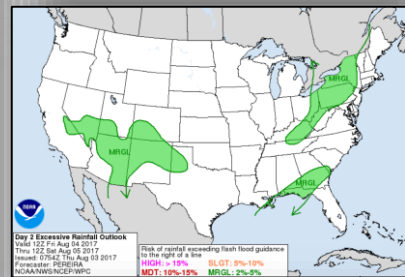 MRGL
MRGL
MRGL
NOAA
Day 2 Excessive Rainfall Outlook
Valid 12Z Fri Aug 04 2017
Thru 12Z Sat Aug 05 2017
Issued: 0754Z Thu Aug 03 2017
Forecaster: PEREIRA
NOAA/NWS/NCEP/WPC
Risk of rainfall exceeding flash flood guidance
to the right of a line
HIGH: > 15% SLGT: 5%-10%
MDT: 10%-15% MRGL: 2%-5%